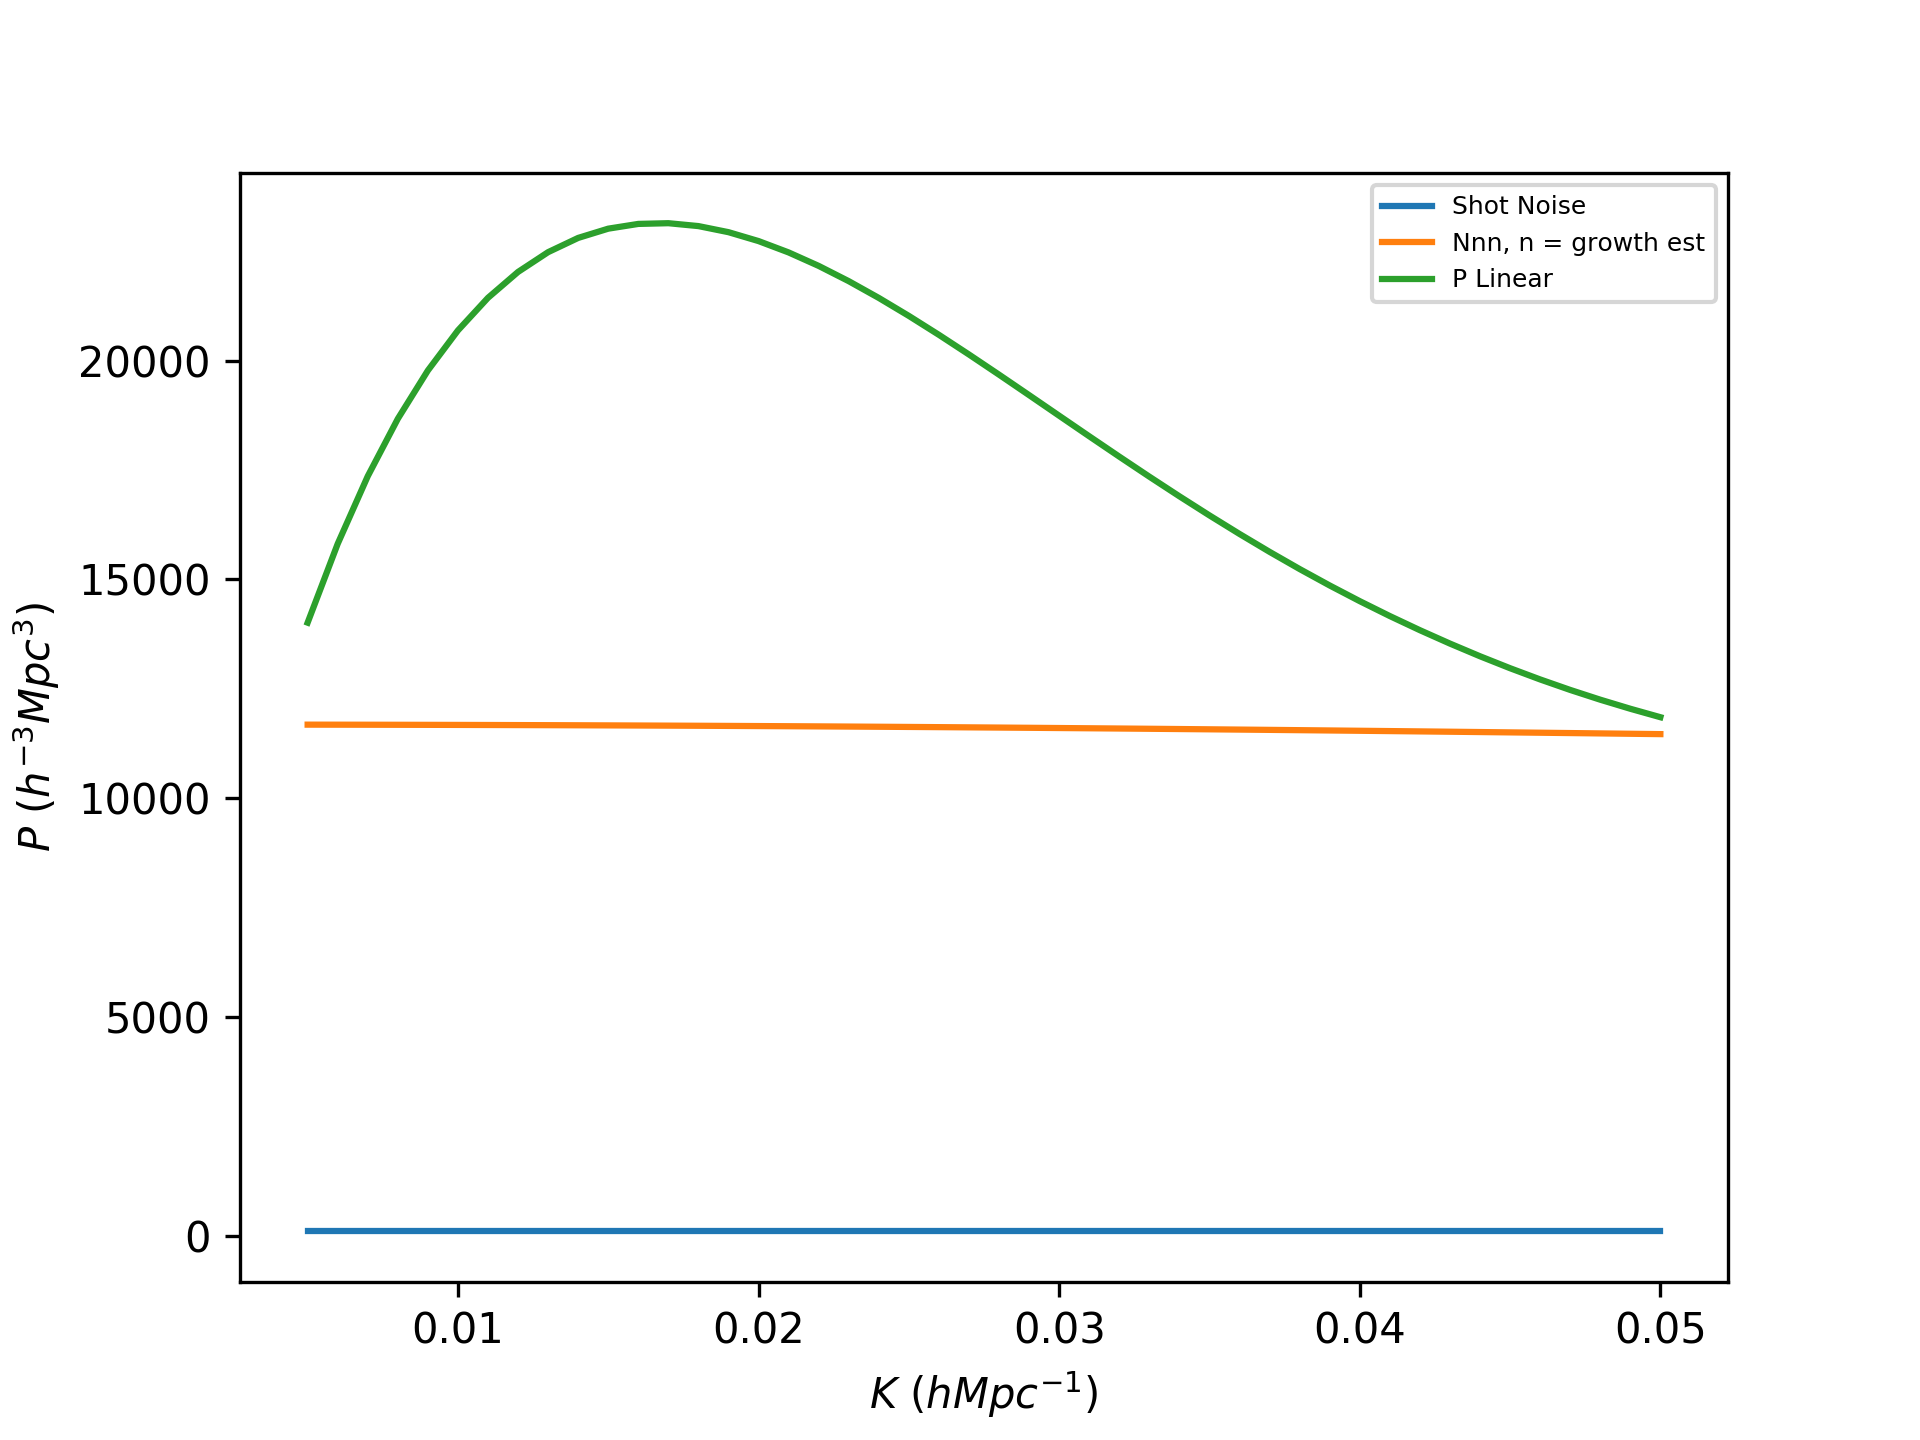 Shot Noise
Nnn, n = growth est
P Linear
20000
15000
10000
5000
0
P (h⁻³Mpc³)
0.01 0.02 0.03 0.04 0.05
K (hMpc⁻¹)